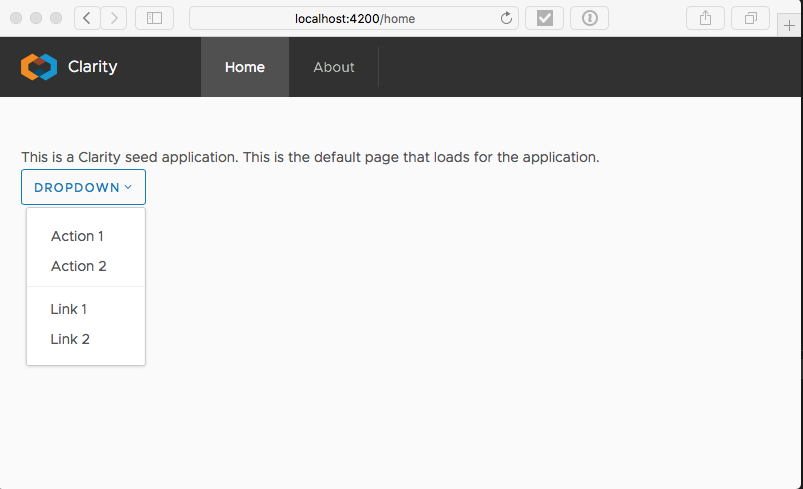 localhost:4200/home
Clarity
Home
About
This is a Clarity seed application. This is the default page that loads for the application.
DROPDOWN
Action 1
Action 2
Link 1
Link 2